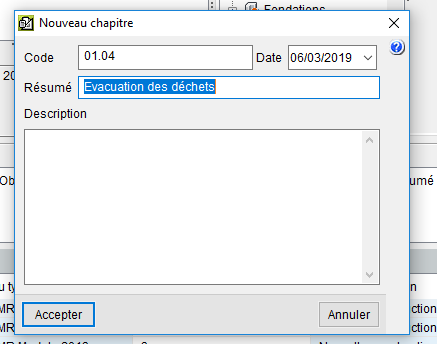 Fondations
Nouveau chapitre
Code 01.04 Date 06/03/2019
Résumé Evacuation des déchets
Description
Accepter Annuler